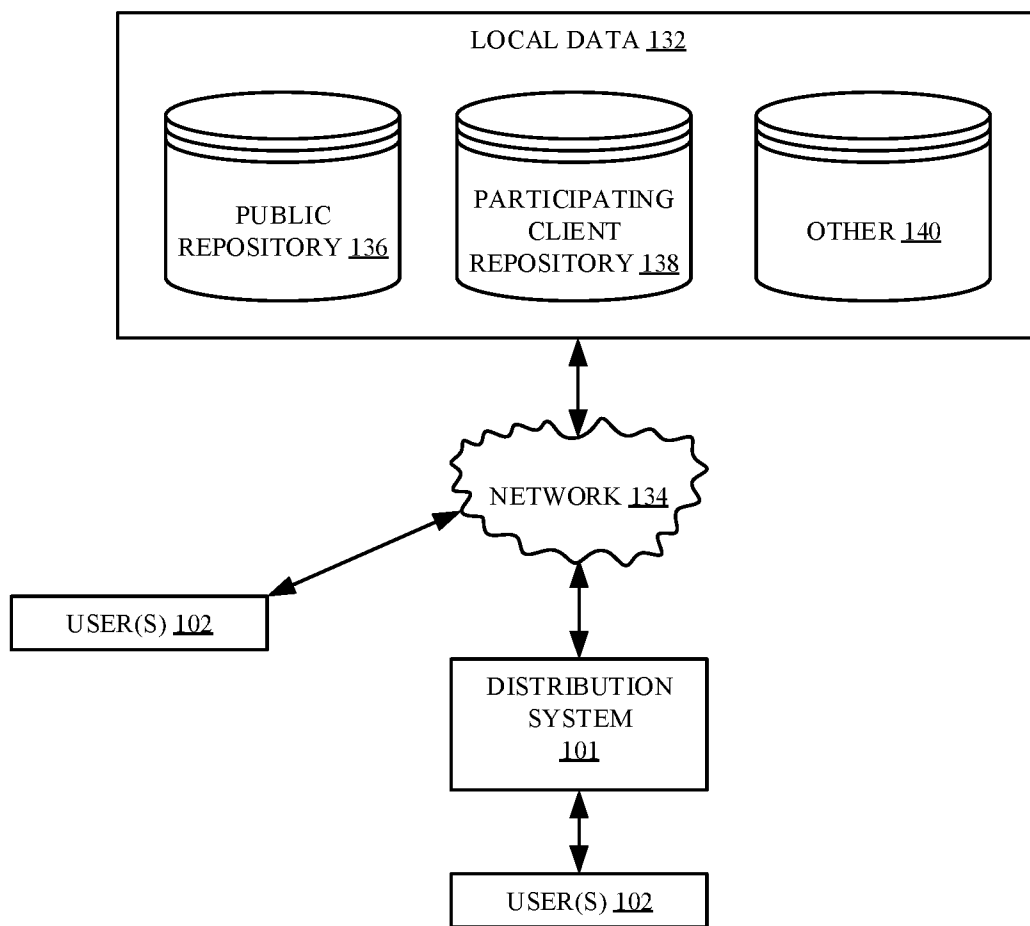 LOCAL DATA 132
PUBLIC
REPOSITORY 136
PARTICIPATING
CLIENT
REPOSITORY 138
OTHER 140
NETWORK 134
USER(S) 102
DISTRIBUTION
SYSTEM
101
USER(S) 102